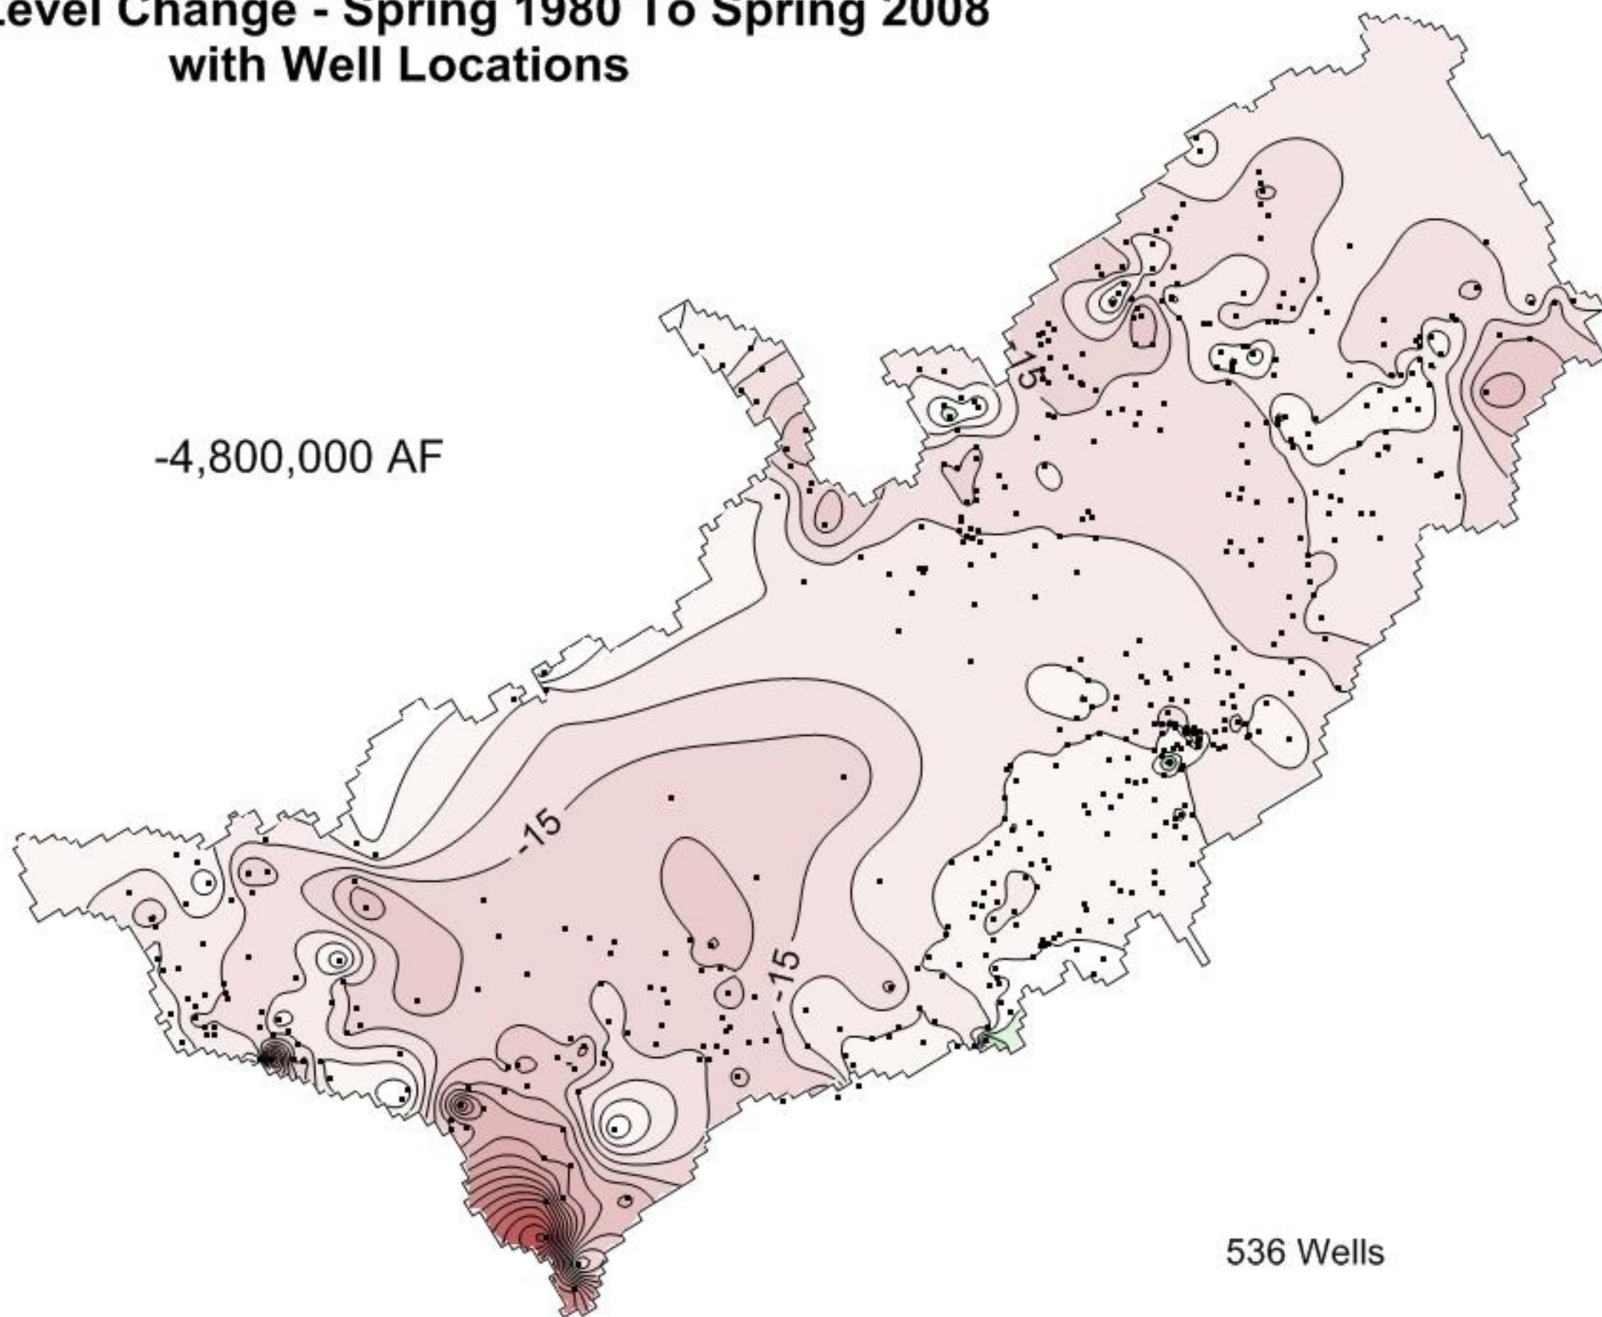 Level Change - Spring 1980 To Spring 2008
with Well Locations
-15
-4,800,000 AF
-15
-15
536 Wells